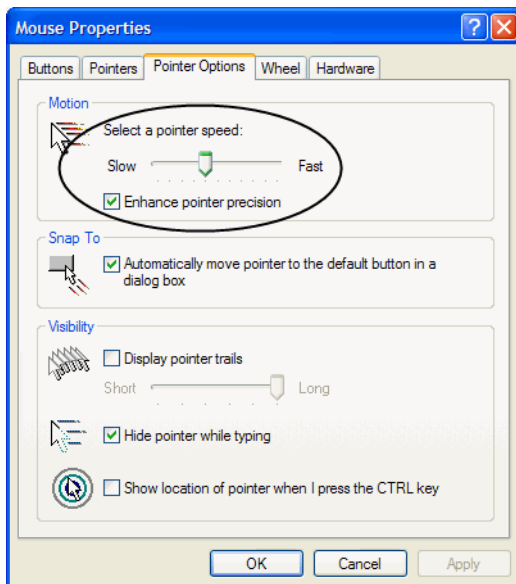 Mouse Properties
Buttons Pointers Pointer Options Wheel Hardware
Motion
Select a pointer speed:
Slow Fast
Enhance pointer precision
Snap To
Automatically move pointer to the default button in a
dialog box
Visibility
Display pointer trails
Short Long
Hide pointer while typing
Show location of pointer when I press the CTRL key
OK Cancel Apply